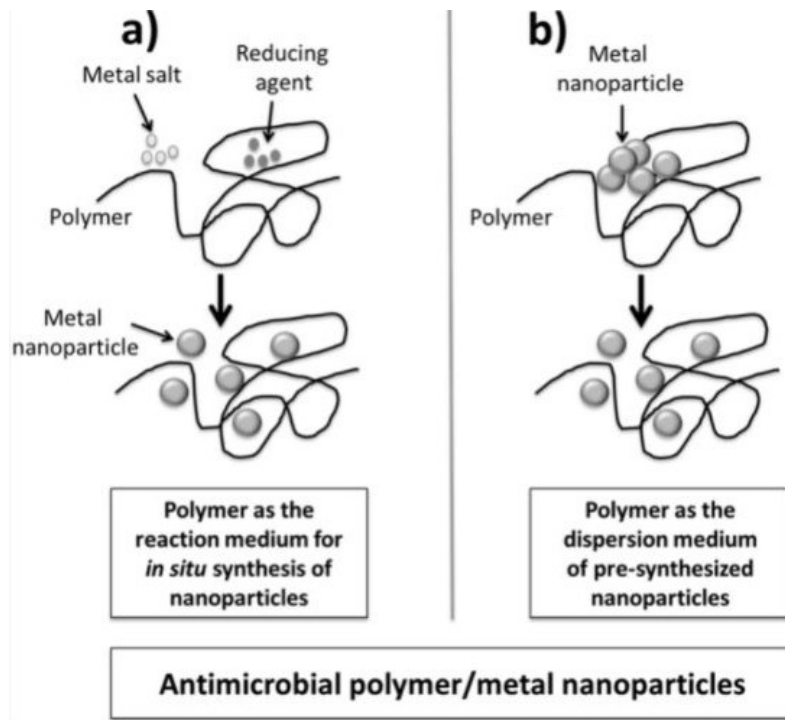 a)
Metal salt
Reducing
agent
Polymer
Metal
nanoparticle
Polymer as the
reaction medium for
in situ synthesis of
nanoparticles
b)
Metal
nanoparticle
Polymer
Polymer as the
dispersion medium
of pre-synthesized
nanoparticles
Antimicrobial polymer/metal nanoparticles